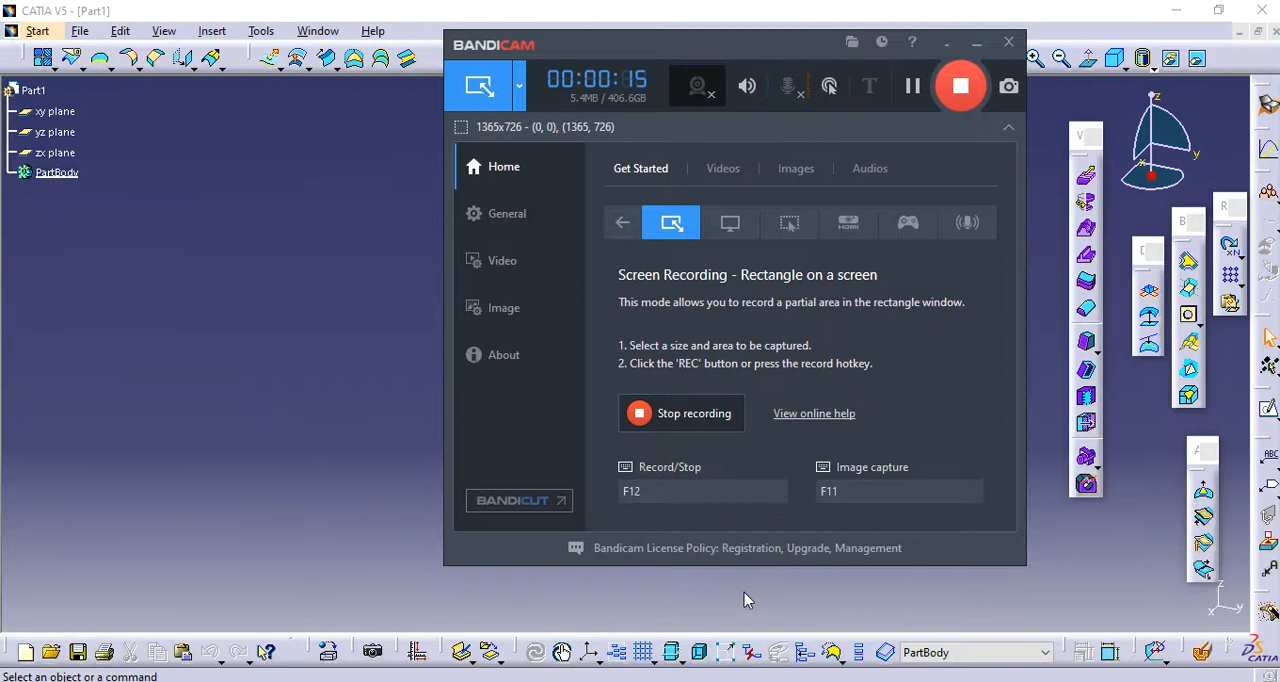 CATIA V5 - [Part1]
Start File Edit View Insert Tools Window Help
Part1
xy plane
yz plane
zx plane
PartBody
BANDICAM
00:00:15
5.4MB / 406.6GB
1365x726 - (0, 0), (1365, 726)
Home
General
Video
Image
About
BANDICUT
Get Started Videos Images Audios
HDMI
Screen Recording - Rectangle on a screen
This mode allows you to record a partial area in the rectangle window.
1. Select a size and area to be captured.
2. Click the 'REC' button or press the record hotkey.
Stop recording View online help
Record/Stop Image capture
F12 F11
Bandicam License Policy: Registration, Upgrade, Management
z
y
x
V
D
B
R
A
ABC
z
x y
PartBody
Select an object or a command